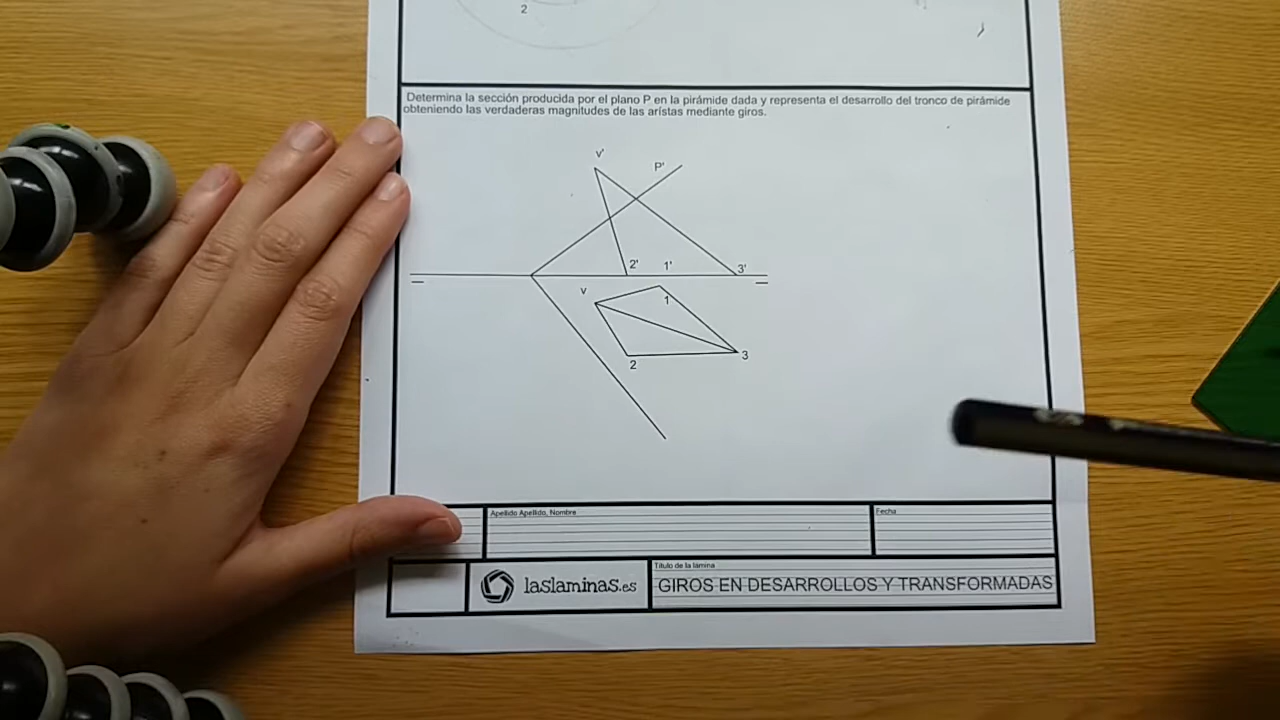 2
Determina la sección producida por el plano P en la pirámide dada y representa el desarrollo del tronco de pirámide
obteniendo las verdaderas magnitudes de las arístas mediante giros.
v'
P'
2'
1'
3'
v
1
2
3
Apellido Apellido, Nombre
Fecha
Título de la lámina
laslaminas.es
GIROS EN DESARROLLOS Y TRANSFORMADAS